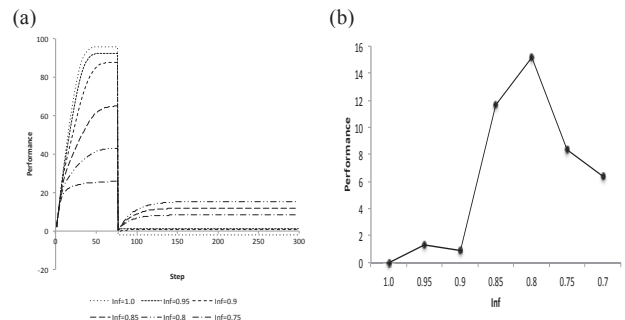 (a)
(b)
100
80
60
40
20
0
-20
Performance
0
50
100
150
200
250
300
Step
Inf=1.0
Inf=0.95
Inf=0.9
Inf=0.85
Inf=0.8
Inf=0.75
16
14
12
10
8
6
4
2
0
Performance
1.0
0.95
0.9
0.85
0.8
0.75
0.7
Inf